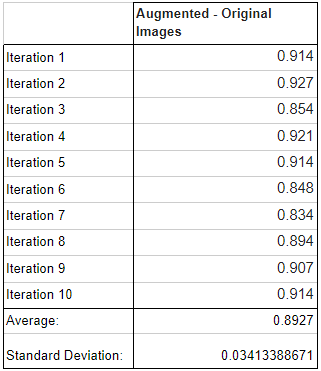 Augmented - Original
Images
Iteration 1 0.914
Iteration 2 0.927
Iteration 3 0.854
Iteration 4 0.921
Iteration 5 0.914
Iteration 6 0.848
Iteration 7 0.834
Iteration 8 0.894
Iteration 9 0.907
Iteration 10 0.914
Average: 0.8927
Standard Deviation: 0.03413388671